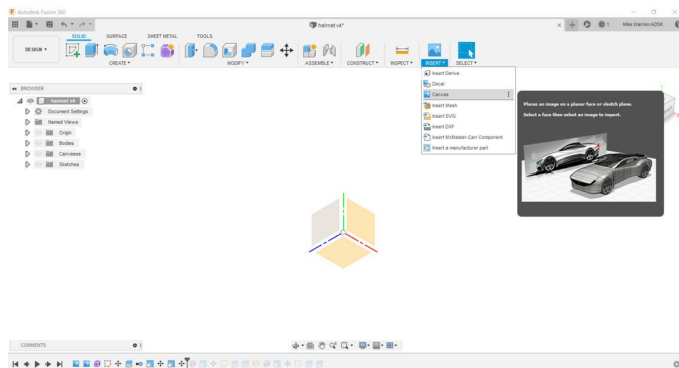 Autodesk Fusion 360
helmet v4*
Mike Warren ADSK
SOLID SURFACE SHEET METAL TOOLS
DESIGN
CREATE MODIFY ASSEMBLE CONSTRUCT INSPECT INSERT SELECT
Insert Derive
Decal
Canvas
Insert Mesh
Insert SVG
Insert DXF
Insert McMaster-Carr Component
Insert a manufacturer part
Places an image on a planar face or sketch plane.
Select a face then select an image to import.
BROWSER
helmet v4
Document Settings
Named Views
Origin
Bodies
Canvases
Sketches
COMMENTS